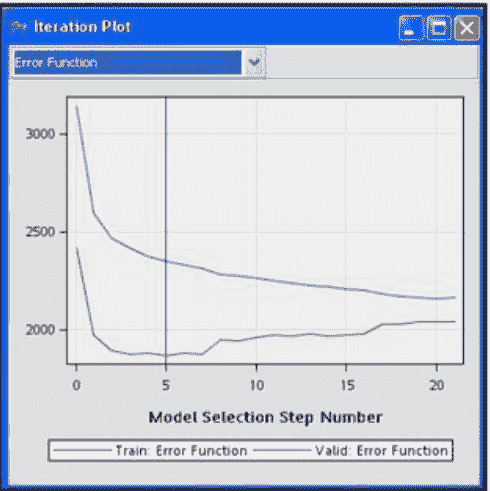 Iteration Plot
Error Function
3000
2500
2000
0 5 10 15 20
Model Selection Step Number
Train: Error Function Valid: Error Function